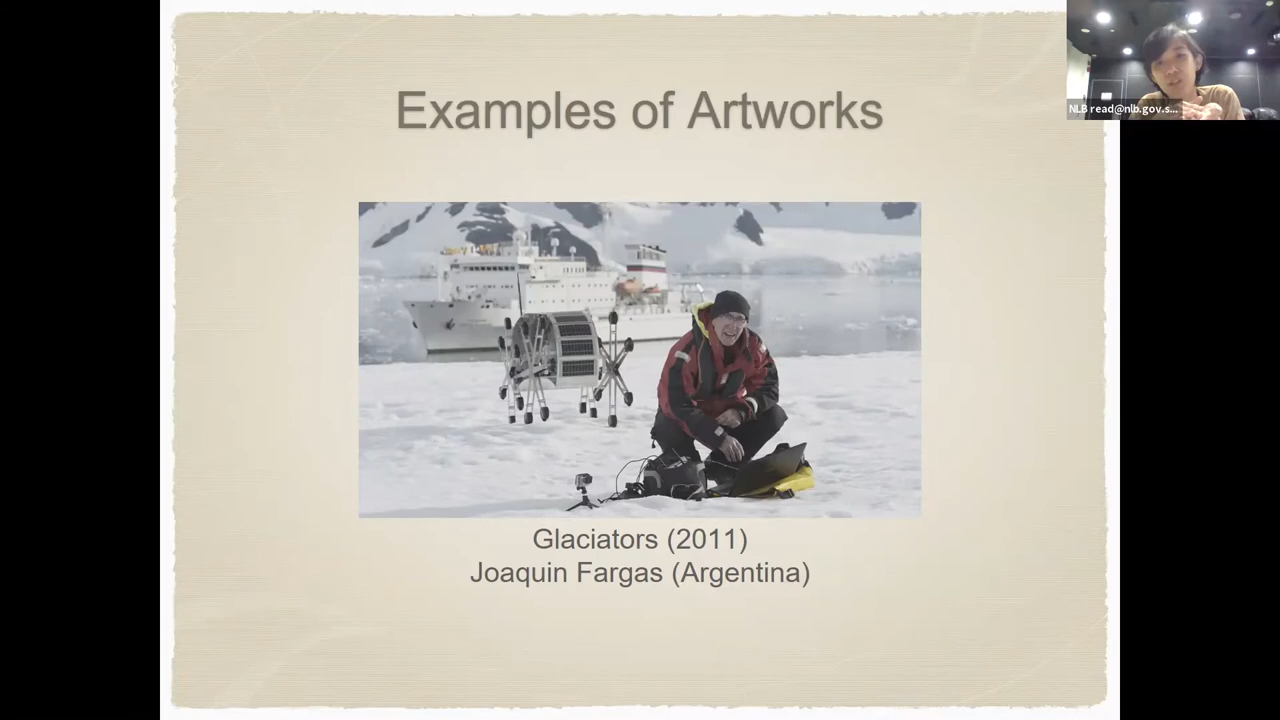 Examples of Artworks
NLB read@nlb.gov.s...
Glaciators (2011)
Joaquin Fargas (Argentina)